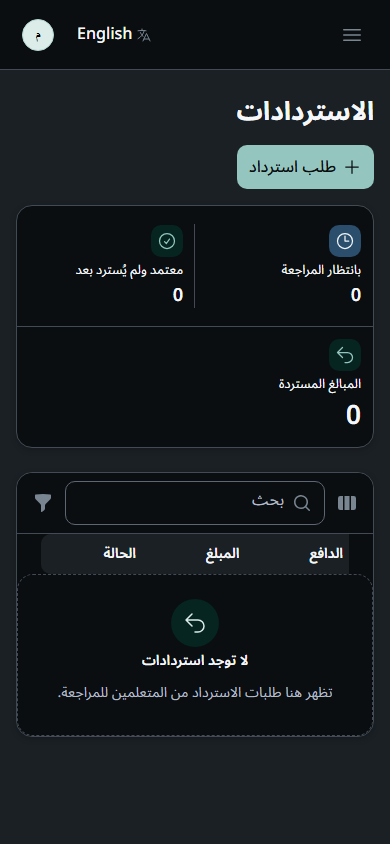 م
English
الاستردادات
طلب استرداد
بانتظار المراجعة
0
معتمد ولم يُسترد بعد
0
المبالغ المستردة
0
بحث
الدافع المبلغ الحالة
لا توجد استردادات
تظهر هنا طلبات الاسترداد من المتعلمين للمراجعة.